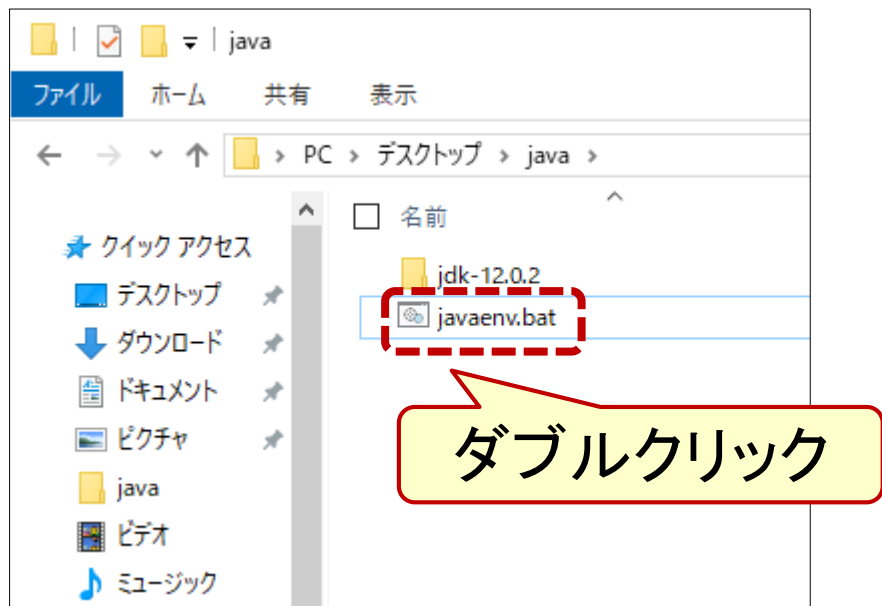 java
ファイル ホーム 共有 表示
PC > デスクトップ > java >
名前
クイック アクセス
デスクトップ
ダウンロード
ドキュメント
ピクチャ
java
ビデオ
ミュージック
jdk-12.0.2
javaenv.bat
ダブルクリック